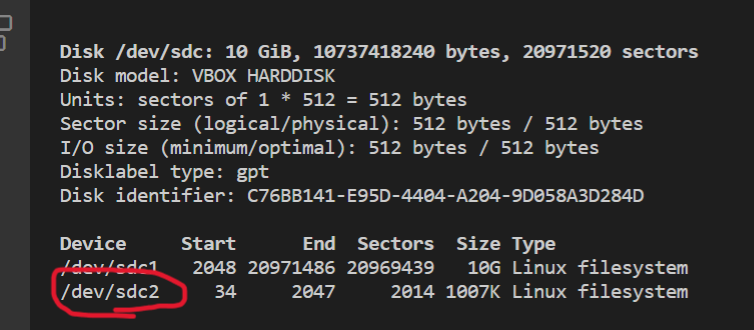 Disk /dev/sdc: 10 GiB, 10737418240 bytes, 20971520 sectors
Disk model: VBOX HARDDISK
Units: sectors of 1 * 512 = 512 bytes
Sector size (logical/physical): 512 bytes / 512 bytes
I/O size (minimum/optimal): 512 bytes / 512 bytes
Disklabel type: gpt
Disk identifier: C76BB141-E95D-4404-A204-9D058A3D284D
Device Start End Sectors Size Type
/dev/sdc1 2048 20971486 20969439 10G Linux filesystem
/dev/sdc2 34 2047 2014 1007K Linux filesystem